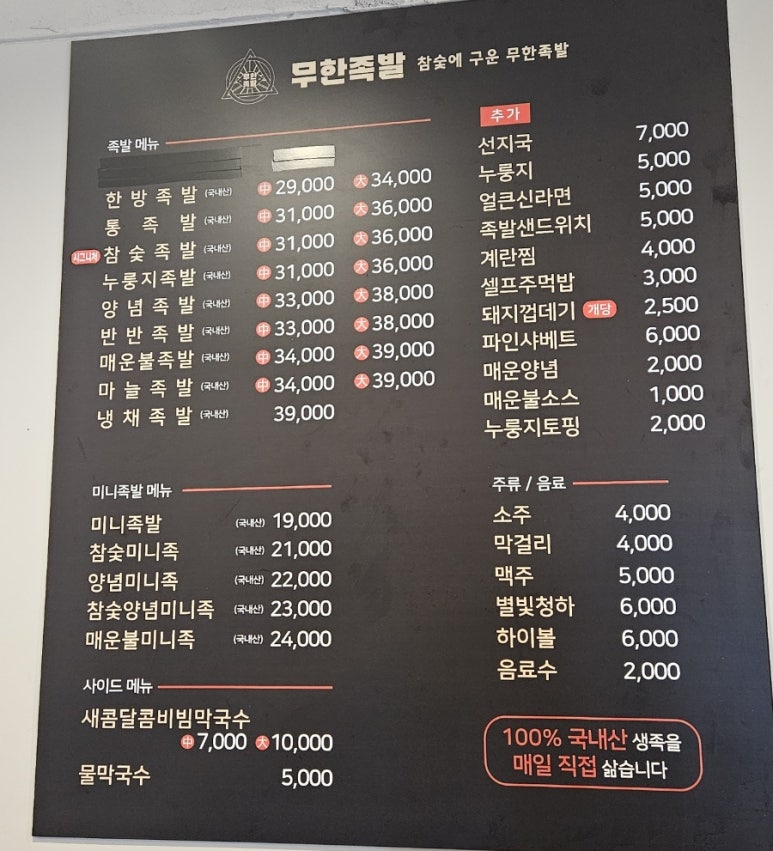 무한족발
무한족발 참숯에 구운 무한족발
족발 메뉴
한방족발 (국내산) 中 29,000 大 34,000
통족발 (국내산) 中 31,000 大 36,000
시그니처 참숯족발 (국내산) 中 31,000 大 36,000
누룽지족발 (국내산) 中 31,000 大 36,000
양념족발 (국내산) 中 33,000 大 38,000
반반족발 (국내산) 中 33,000 大 38,000
매운불족발 (국내산) 中 34,000 大 39,000
마늘족발 (국내산) 中 34,000 大 39,000
냉채족발 (국내산) 39,000
미니족발 메뉴
미니족발 (국내산) 19,000
참숯미니족 (국내산) 21,000
양념미니족 (국내산) 22,000
참숯양념미니족 (국내산) 23,000
매운불미니족 (국내산) 24,000
사이드 메뉴
새콤달콤비빔막국수
中 7,000 大 10,000
물막국수 5,000
추가
선지국 7,000
누룽지 5,000
얼큰신라면 5,000
족발샌드위치 5,000
계란찜 4,000
셀프주먹밥 3,000
돼지껍데기 개당 2,500
파인샤베트 6,000
매운양념 2,000
매운불소스 1,000
누룽지토핑 2,000
주류 / 음료
소주 4,000
막걸리 4,000
맥주 5,000
별빛청하 6,000
하이볼 6,000
음료수 2,000
100% 국내산 생족을
매일 직접 삶습니다